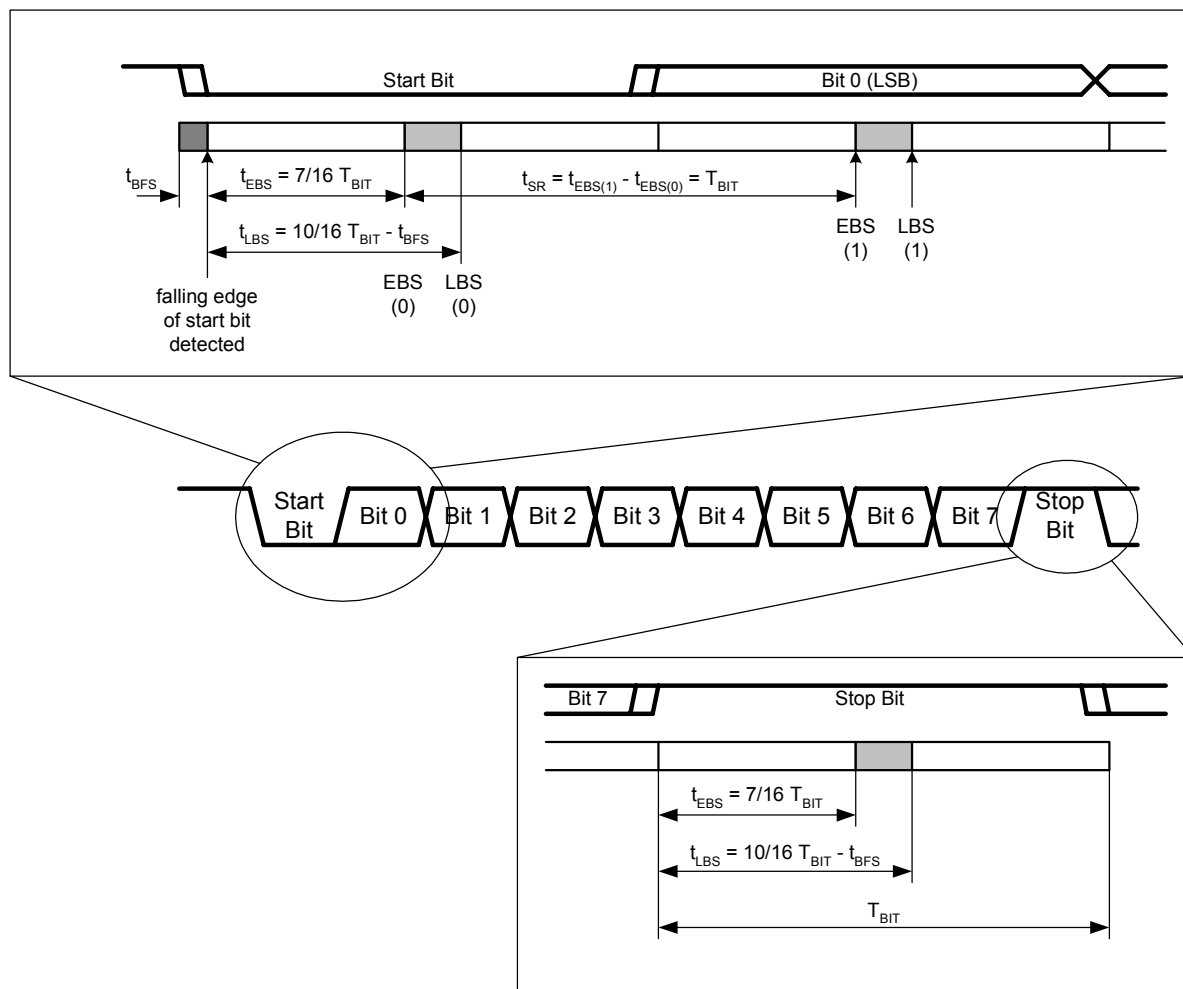 Start Bit
Bit 0 (LSB)
t_BFS
t_EBS = 7/16 T_BIT
t_SR = t_EBS(1) - t_EBS(0) = T_BIT
t_LBS = 10/16 T_BIT - t_BFS
EBS
(0)
LBS
(0)
EBS
(1)
LBS
(1)
falling edge
of start bit
detected
Start
Bit
Bit 0
Bit 1
Bit 2
Bit 3
Bit 4
Bit 5
Bit 6
Bit 7
Stop
Bit
Bit 7
Stop Bit
t_EBS = 7/16 T_BIT
t_LBS = 10/16 T_BIT - t_BFS
T_BIT